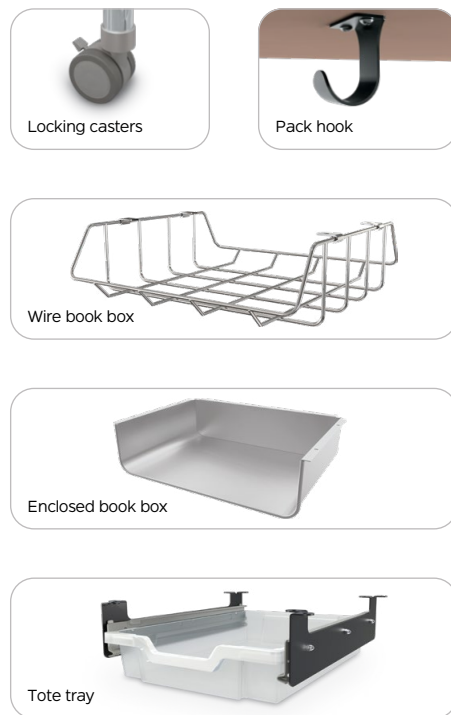 Locking casters
Pack hook
Wire book box
Enclosed book box
Tote tray